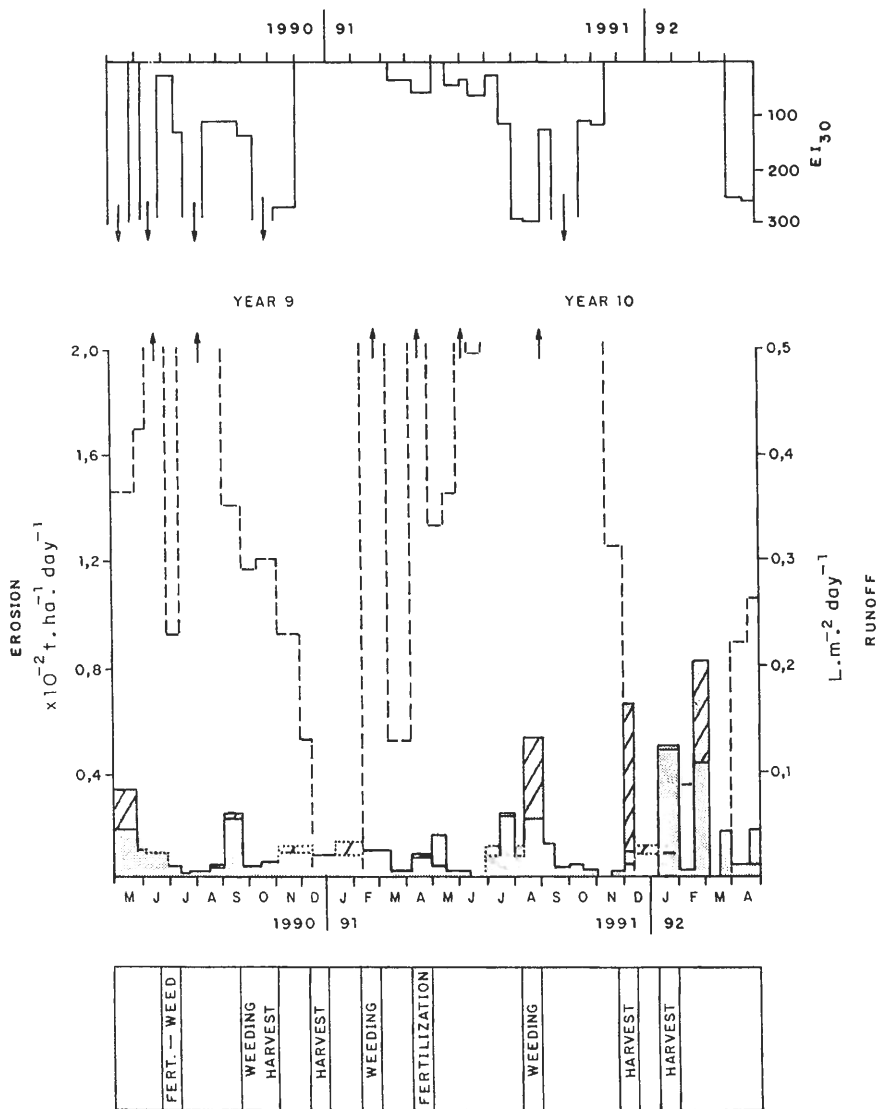 1990 91 1991 92
100
200
300
EI30
YEAR 9 YEAR 10
2,0
1,6
1,2
0,8
0,4
EROSION
x10⁻² t. ha⁻¹. day⁻¹
0,5
0,4
0,3
0,2
0,1
L.m⁻².day⁻¹
RUNOFF
M J J A S O N D J F M A M J J A S O N D J F M A
1990 91 1991 92
FERT. — WEED
WEEDING
HARVEST
HARVEST
WEEDING
FERTILIZATION
WEEDING
HARVEST
HARVEST